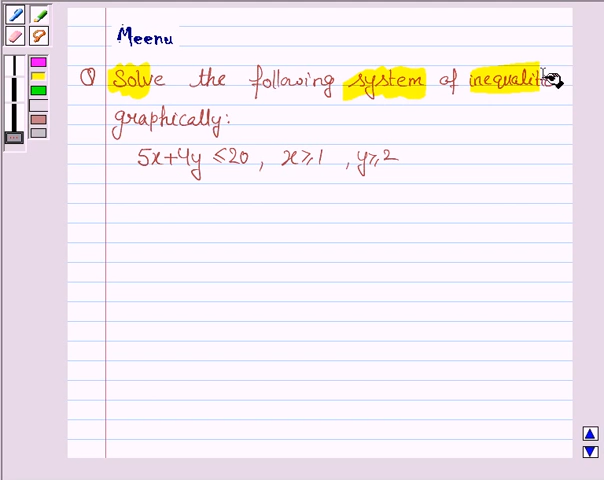 Meenu
Q Solve the following system of inequalities
graphically:
5x+4y ≤20, x≥1, y≥2